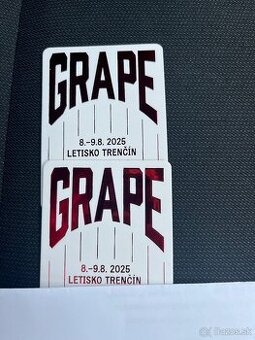 GRAPE
8.–9.8. 2025
LETISKO TRENČÍN
GRAPE
8.–9.8. 2025
LETISKO TRENČÍN
bazos.sk